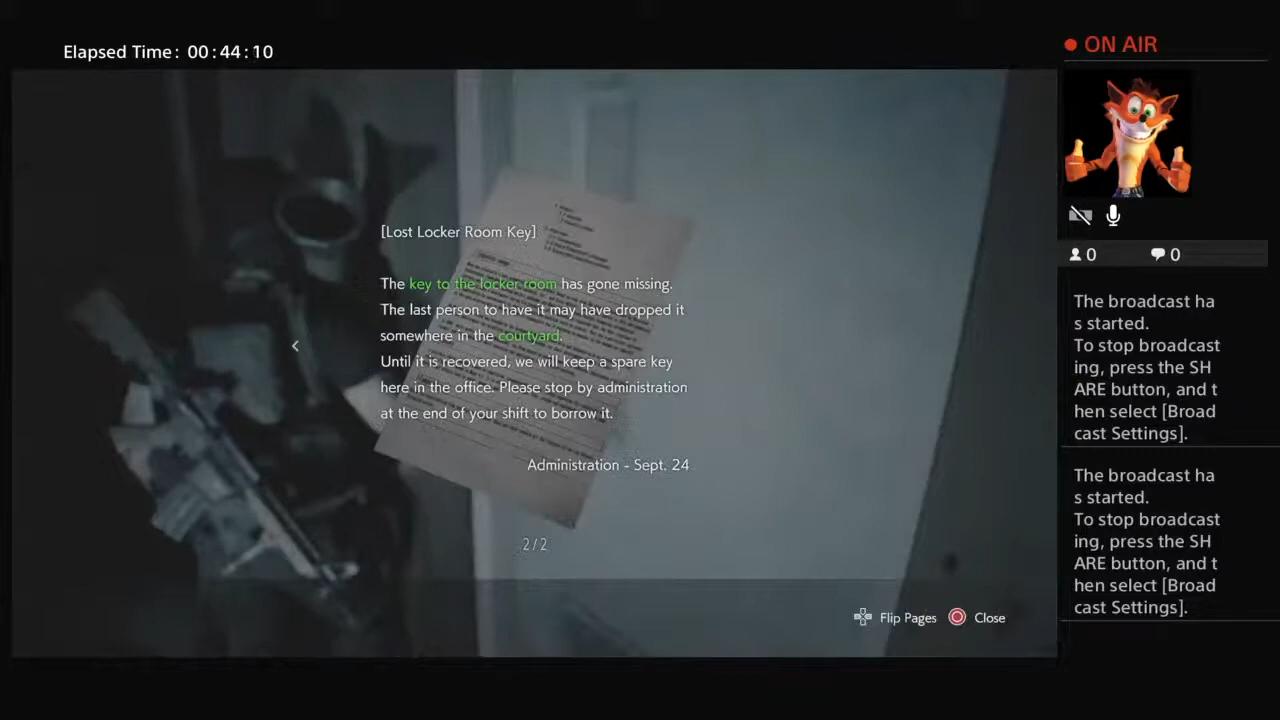 Elapsed Time: 00:44:10
ON AIR
[Lost Locker Room Key]
The key to the locker room has gone missing.
The last person to have it may have dropped it
somewhere in the courtyard.
Until it is recovered, we will keep a spare key
here in the office. Please stop by administration
at the end of your shift to borrow it.
Administration - Sept. 24
2/2
Flip Pages Close
0 0
The broadcast ha
s started.
To stop broadcast
ing, press the SH
ARE button, and t
hen select [Broad
cast Settings].
The broadcast ha
s started.
To stop broadcast
ing, press the SH
ARE button, and t
hen select [Broad
cast Settings].